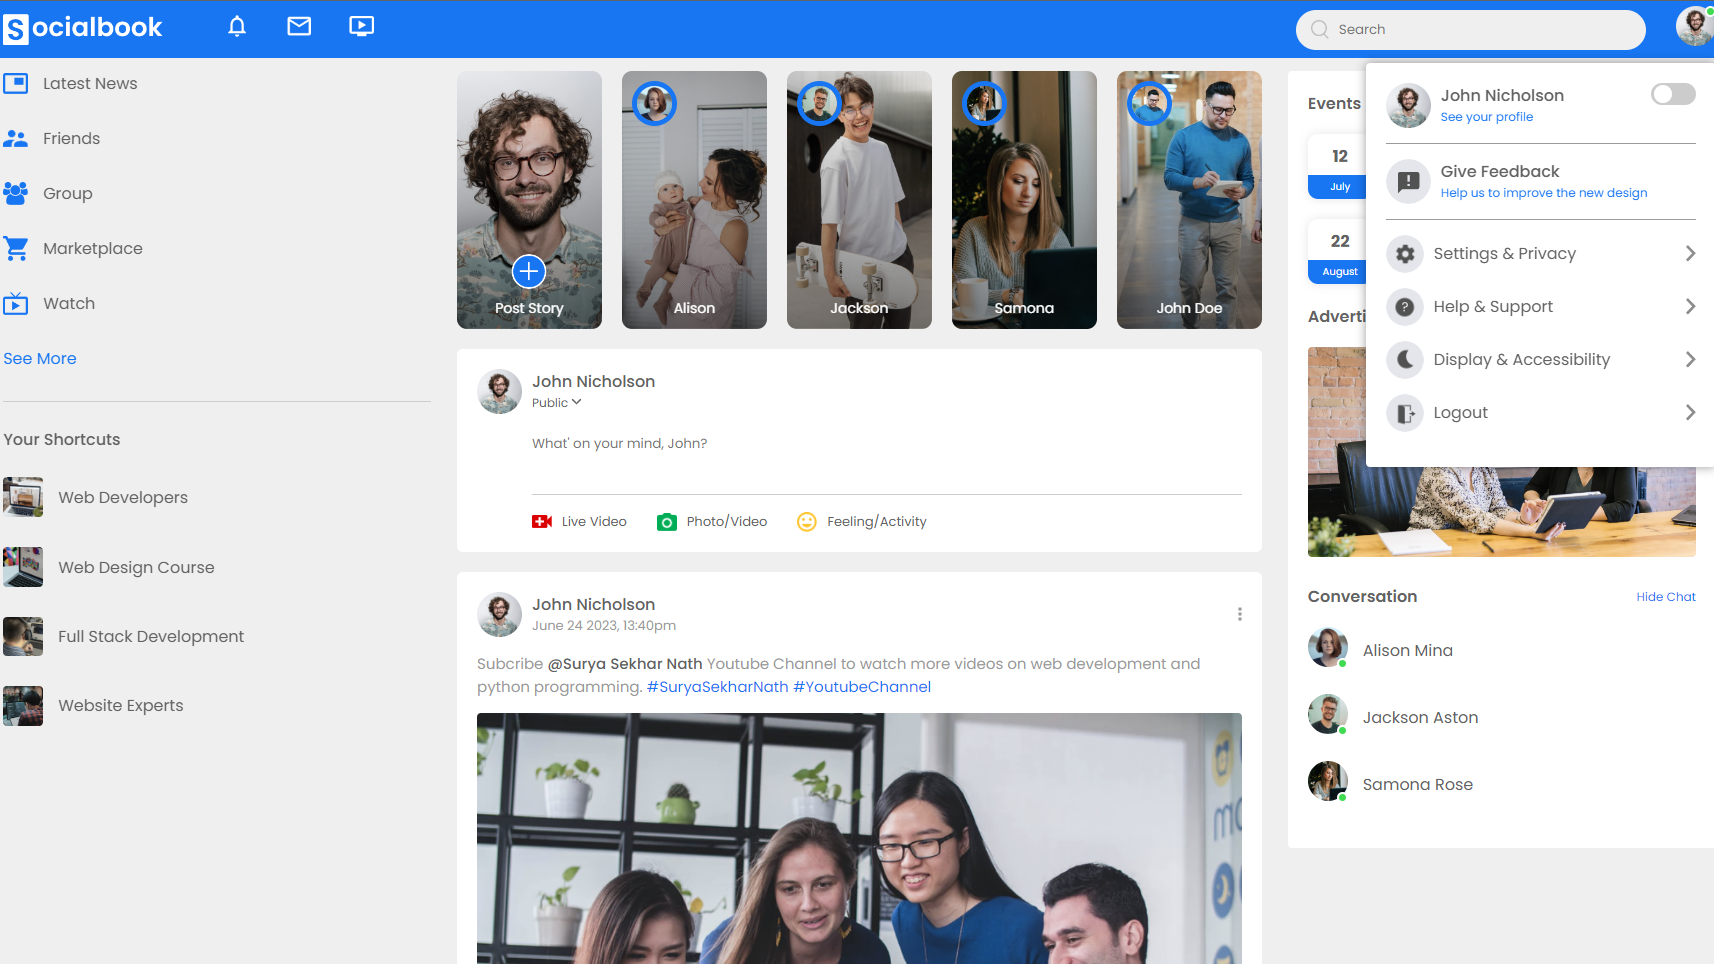 Socialbook
Search
Latest News
Friends
Group
Marketplace
Watch
See More
Your Shortcuts
Web Developers
Web Design Course
Full Stack Development
Website Experts
Post Story
Alison
Jackson
Samona
John Doe
John Nicholson
Public
What' on your mind, John?
Live Video
Photo/Video
Feeling/Activity
John Nicholson
June 24 2023, 13:40pm
Subcribe @Surya Sekhar Nath Youtube Channel to watch more videos on web development and
python programming. #SuryaSekharNath #YoutubeChannel
Events
12
July
22
August
Adverti
John Nicholson
See your profile
Give Feedback
Help us to improve the new design
Settings & Privacy
Help & Support
Display & Accessibility
Logout
Conversation
Hide Chat
Alison Mina
Jackson Aston
Samona Rose